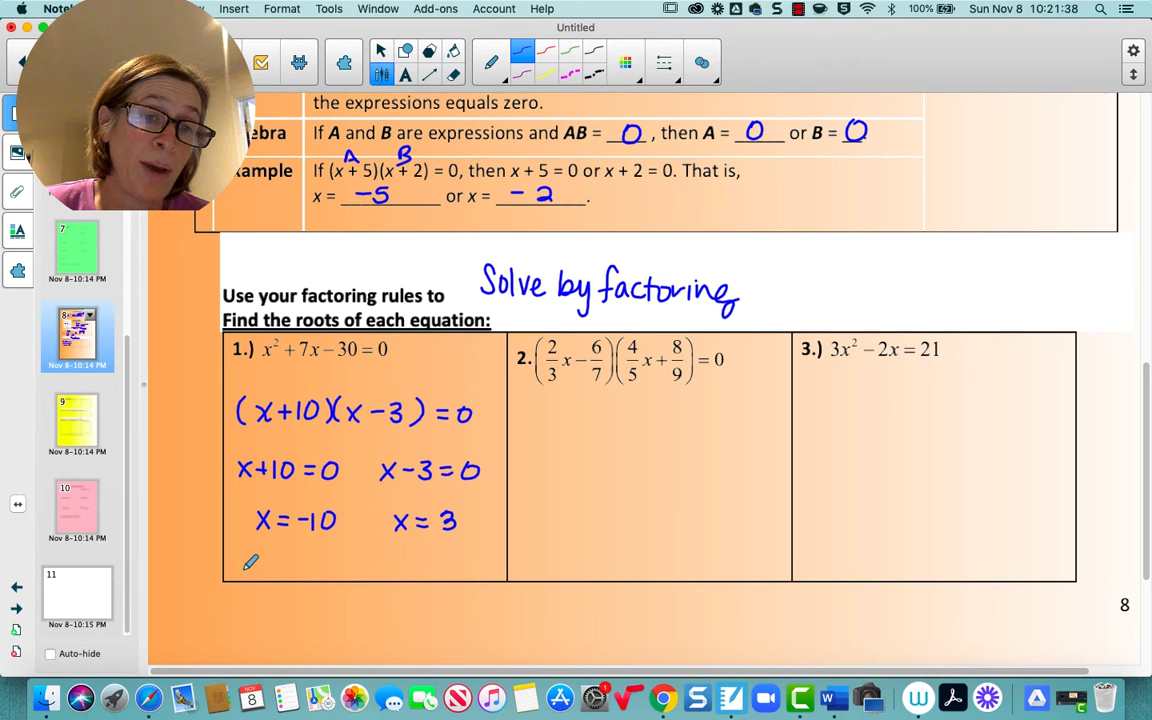 Insert Format Tools Window Add-ons Account Help 100% Sun Nov 8 10:21:38
Untitled
the expressions equals zero.
If A and B are expressions and AB = 0, then A = 0 or B = 0
A B
If (x + 5)(x + 2) = 0, then x + 5 = 0 or x + 2 = 0. That is,
x = -5 or x = -2.
Solve by factoring
Use your factoring rules to
Find the roots of each equation:
1.) x² + 7x − 30 = 0
(x+10)(x-3) = 0
x+10 = 0 x-3 = 0
x = -10 x = 3
2. (2/3 x − 6/7)(4/5 x + 8/9) = 0
3.) 3x² − 2x = 21
8
7
Nov 8-10:14 PM
8
Nov 8-10:14 PM
9
Nov 8-10:14 PM
10
Nov 8-10:14 PM
11
Nov 8-10:15 PM
Auto-hide
NOV
8
1